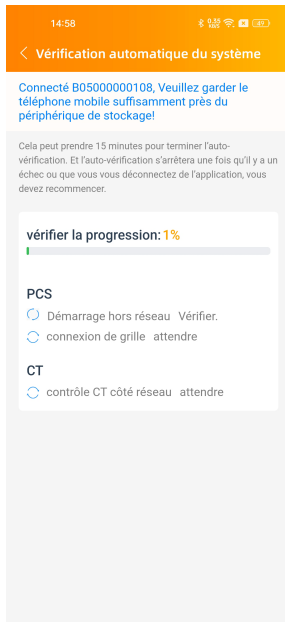 14:58
Vérification automatique du système
Connecté B05000000108, Veuillez garder le
téléphone mobile suffisamment près du
périphérique de stockage!
Cela peut prendre 15 minutes pour terminer l'auto-
vérification. Et l'auto-vérification s'arrêtera une fois qu'il y a un
échec ou que vous vous déconnectez de l'application, vous
devez recommencer.
vérifier la progression: 1%
PCS
Démarrage hors réseau Vérifier.
connexion de grille attendre
CT
contrôle CT côté réseau attendre